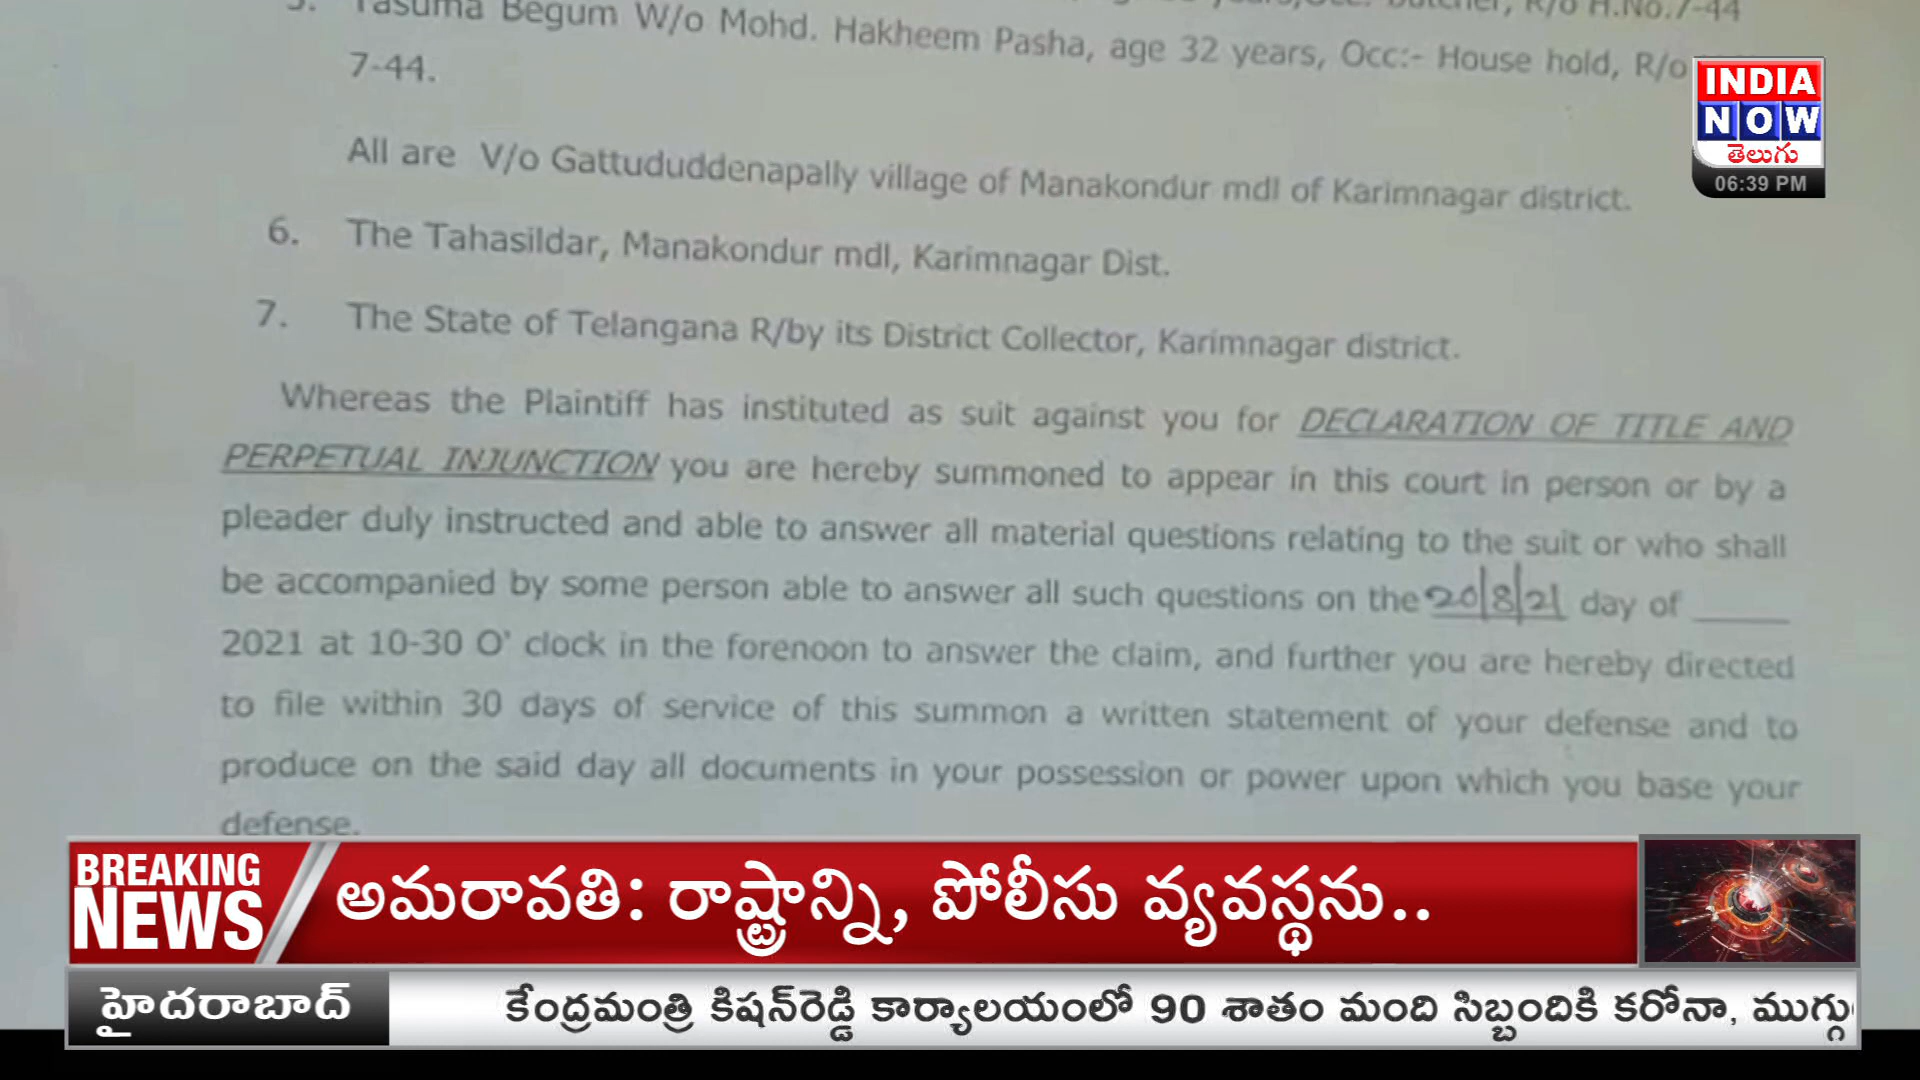 Begum W/o Mohd. Hakheem Pasha, age 32 years, Occ:- House hold, R/o
7-44.
All are V/o Gattududdenapally village of Manakondur mdl of Karimnagar district.
6. The Tahasildar, Manakondur mdl, Karimnagar Dist.
7. The State of Telangana R/by its District Collector, Karimnagar district.
Whereas the Plaintiff has instituted as suit against you for DECLARATION OF TITLE AND
PERPETUAL INJUNCTION you are hereby summoned to appear in this court in person or by a
pleader duly instructed and able to answer all material questions relating to the suit or who shall
be accompanied by some person able to answer all such questions on the 20/8/21 day of ____
2021 at 10-30 O' clock in the forenoon to answer the claim, and further you are hereby directed
to file within 30 days of service of this summon a written statement of your defense and to
produce on the said day all documents in your possession or power upon which you base your
defense.
INDIA
NOW
తెలుగు
06:39 PM
BREAKING
NEWS
అమరావతి: రాష్ట్రాన్ని, పోలీసు వ్యవస్థను..
హైదరాబాద్
కేంద్రమంత్రి కిషన్‌రెడ్డి కార్యాలయంలో 90 శాతం మంది సిబ్బందికి కరోనా,